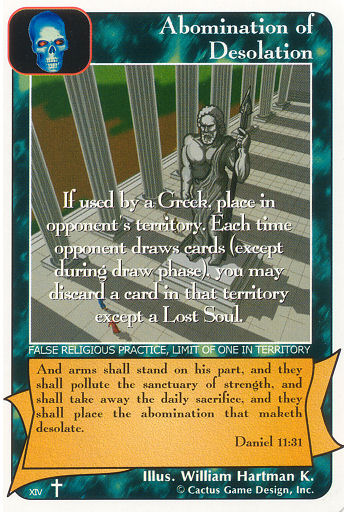 Abomination of
Desolation
If used by a Greek, place in
opponent's territory. Each time
opponent draws cards (except
during draw phase), you may
discard a card in that territory
except a Lost Soul.
FALSE RELIGIOUS PRACTICE, LIMIT OF ONE IN TERRITORY
And arms shall stand on his part, and they
shall pollute the sanctuary of strength, and
shall take away the daily sacrifice, and they
shall place the abomination that maketh
desolate.
Daniel 11:31
Illus. William Hartman K.
XIV
© Cactus Game Design, Inc.